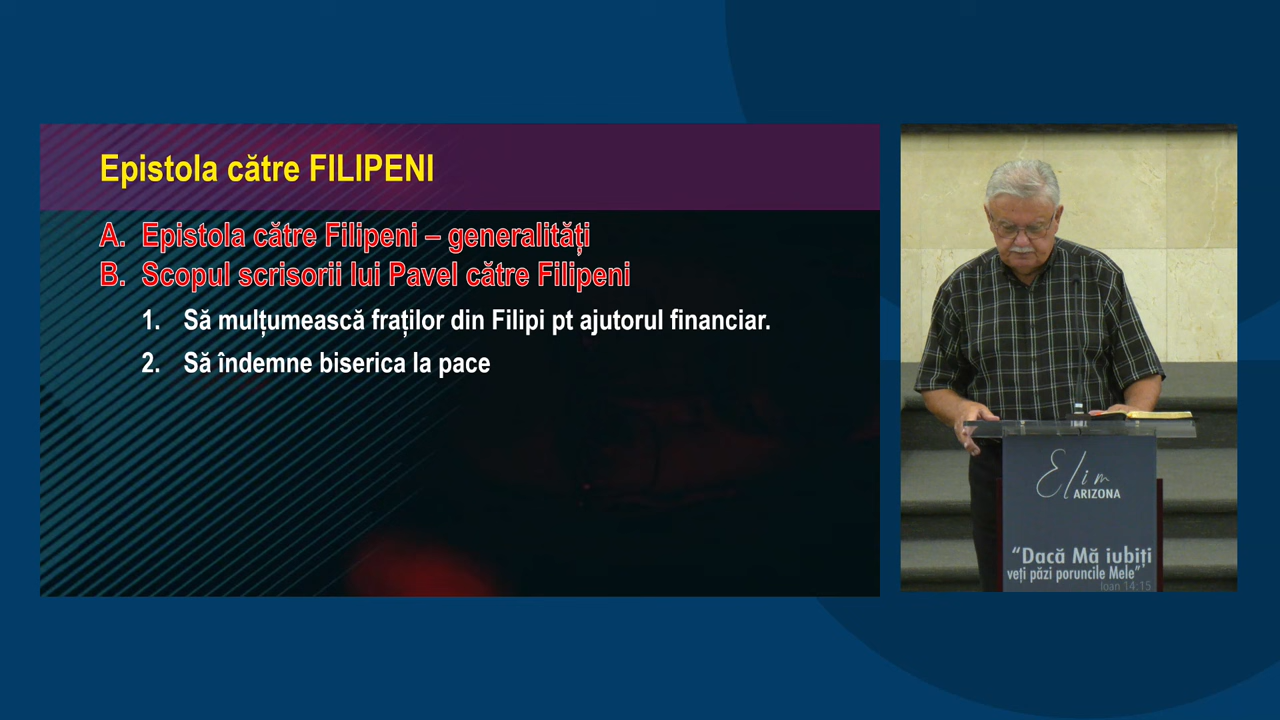 Epistola către FILIPENI
A. Epistola către Filipeni – generalități
B. Scopul scrisorii lui Pavel către Filipeni
1. Să mulțumească fraților din Filipi pt ajutorul financiar.
2. Să îndemne biserica la pace
Elim
ARIZONA
“Dacă Mă iubiți
veți păzi poruncile Mele”
Ioan 14:15